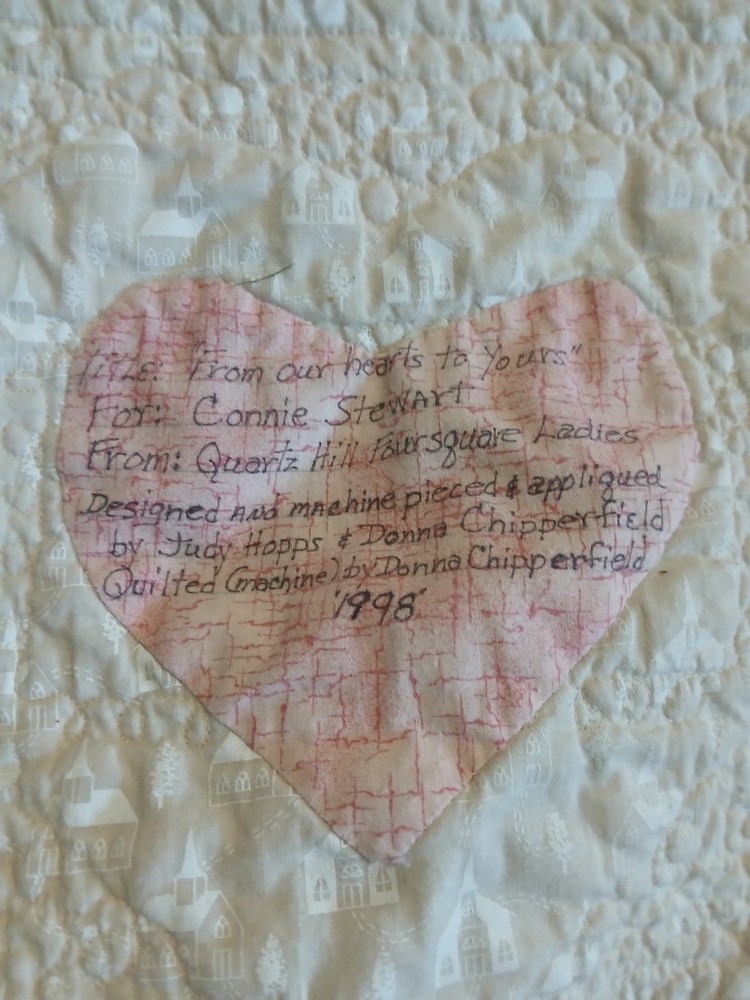 Title: "From our hearts to Yours"
For: Connie Stewart
From: Quartz Hill Foursquare Ladies
Designed And machine pieced & appliqued
by Judy Hopps & Donna Chipperfield
Quilted (machine) by Donna Chipperfield
'1998'